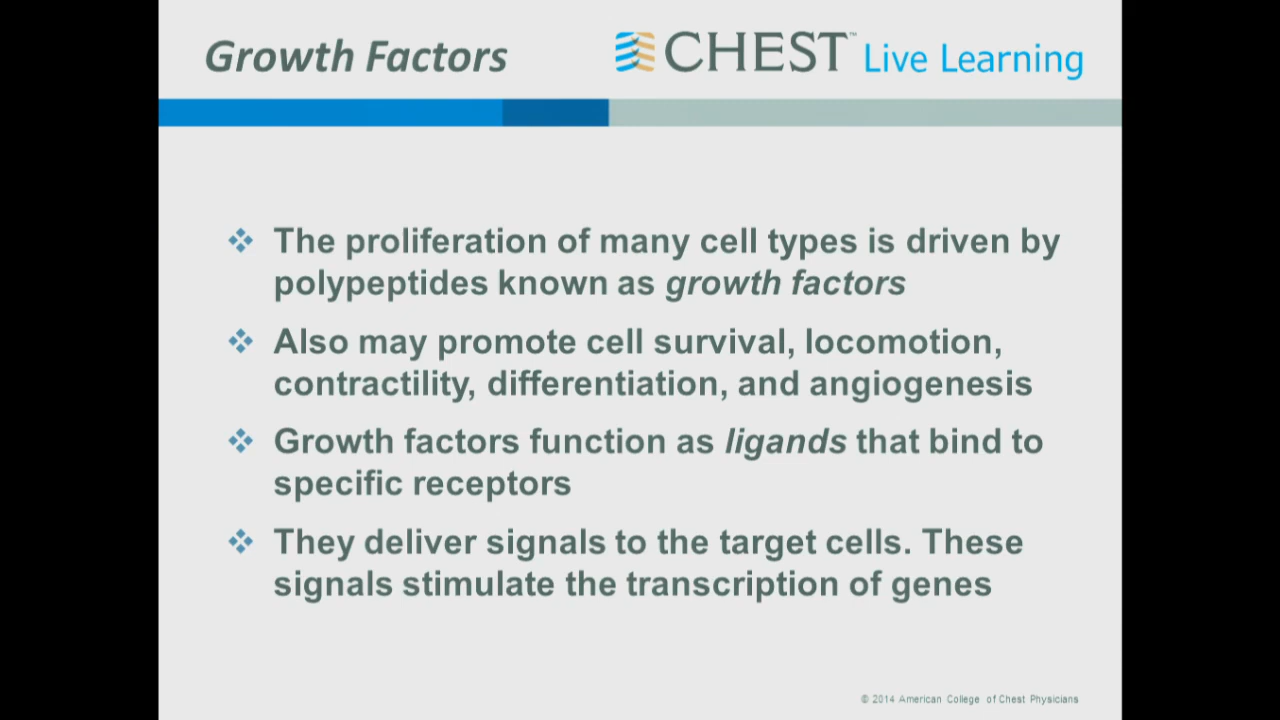 Growth Factors
CHEST™ Live Learning
❖ The proliferation of many cell types is driven by
polypeptides known as growth factors
❖ Also may promote cell survival, locomotion,
contractility, differentiation, and angiogenesis
❖ Growth factors function as ligands that bind to
specific receptors
❖ They deliver signals to the target cells. These
signals stimulate the transcription of genes
© 2014 American College of Chest Physicians